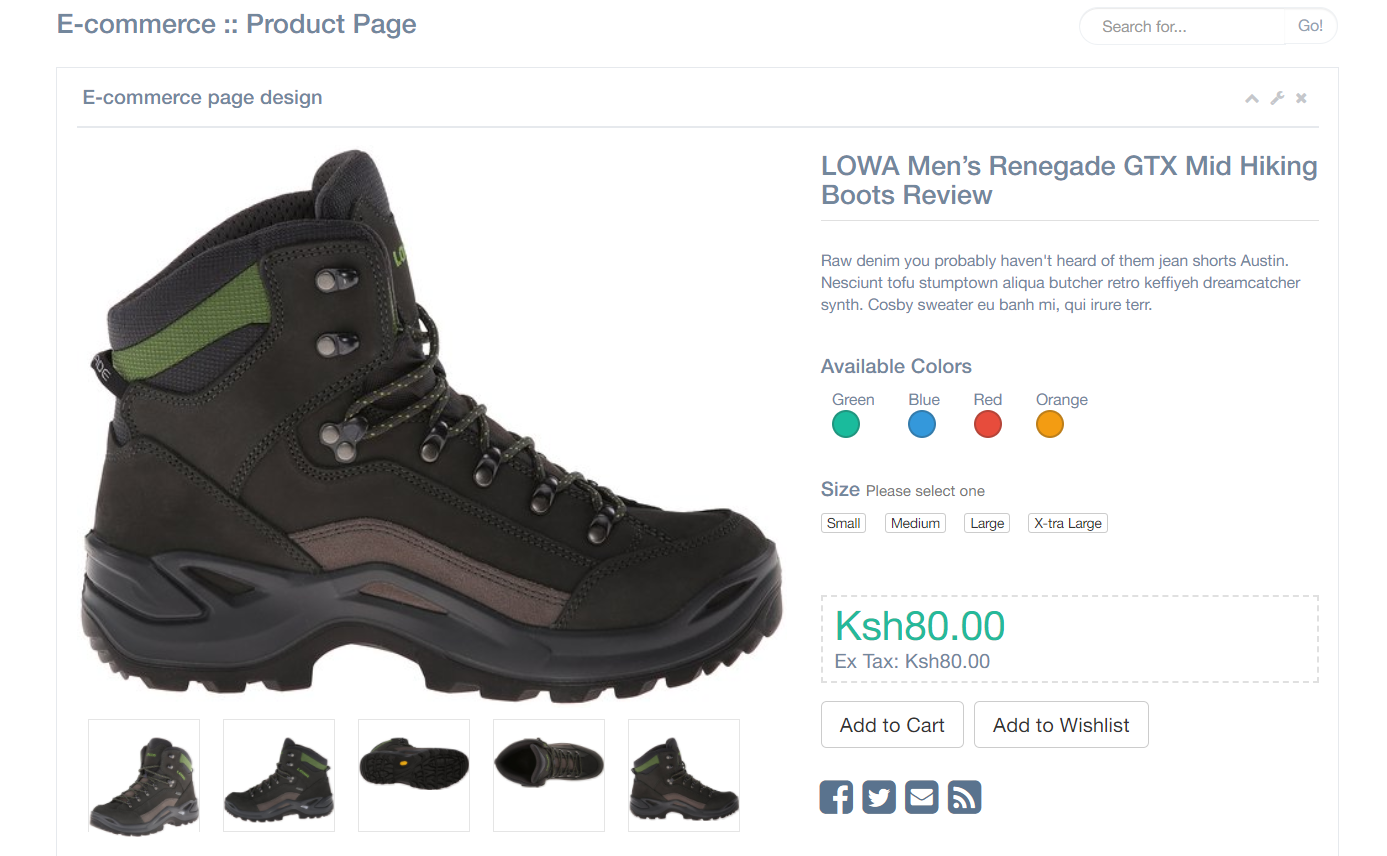 E-commerce :: Product Page
Search for...
Go!
E-commerce page design
LOWA Men’s Renegade GTX Mid Hiking
Boots Review
Raw denim you probably haven't heard of them jean shorts Austin.
Nesciunt tofu stumptown aliqua butcher retro keffiyeh dreamcatcher
synth. Cosby sweater eu banh mi, qui irure terr.
Available Colors
Green Blue Red Orange
Size Please select one
Small Medium Large X-tra Large
Ksh80.00
Ex Tax: Ksh80.00
Add to Cart Add to Wishlist